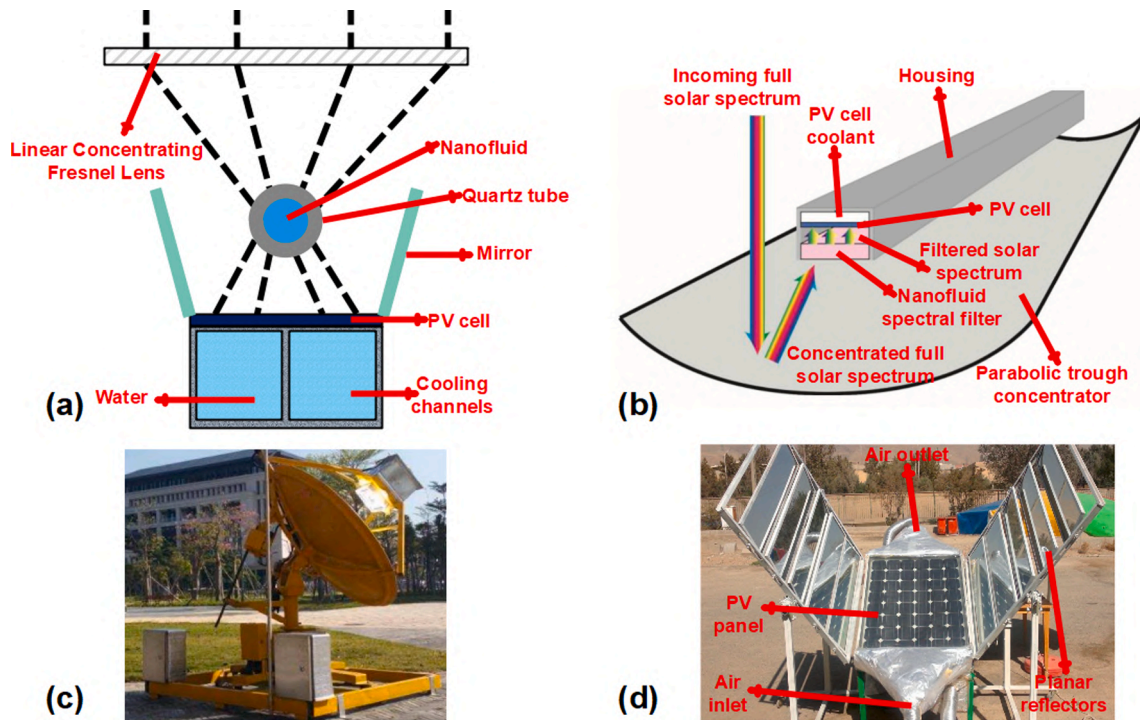 Linear Concentrating
Fresnel Lens
Nanofluid
Quartz tube
Mirror
PV cell
Water
Cooling
channels
(a)
Incoming full
solar spectrum
Housing
PV cell
coolant
PV cell
Filtered solar
spectrum
Nanofluid
spectral filter
Concentrated full
solar spectrum
Parabolic trough
concentrator
(b)
(c)
Air outlet
PV
panel
Air
inlet
Planar
reflectors
(d)